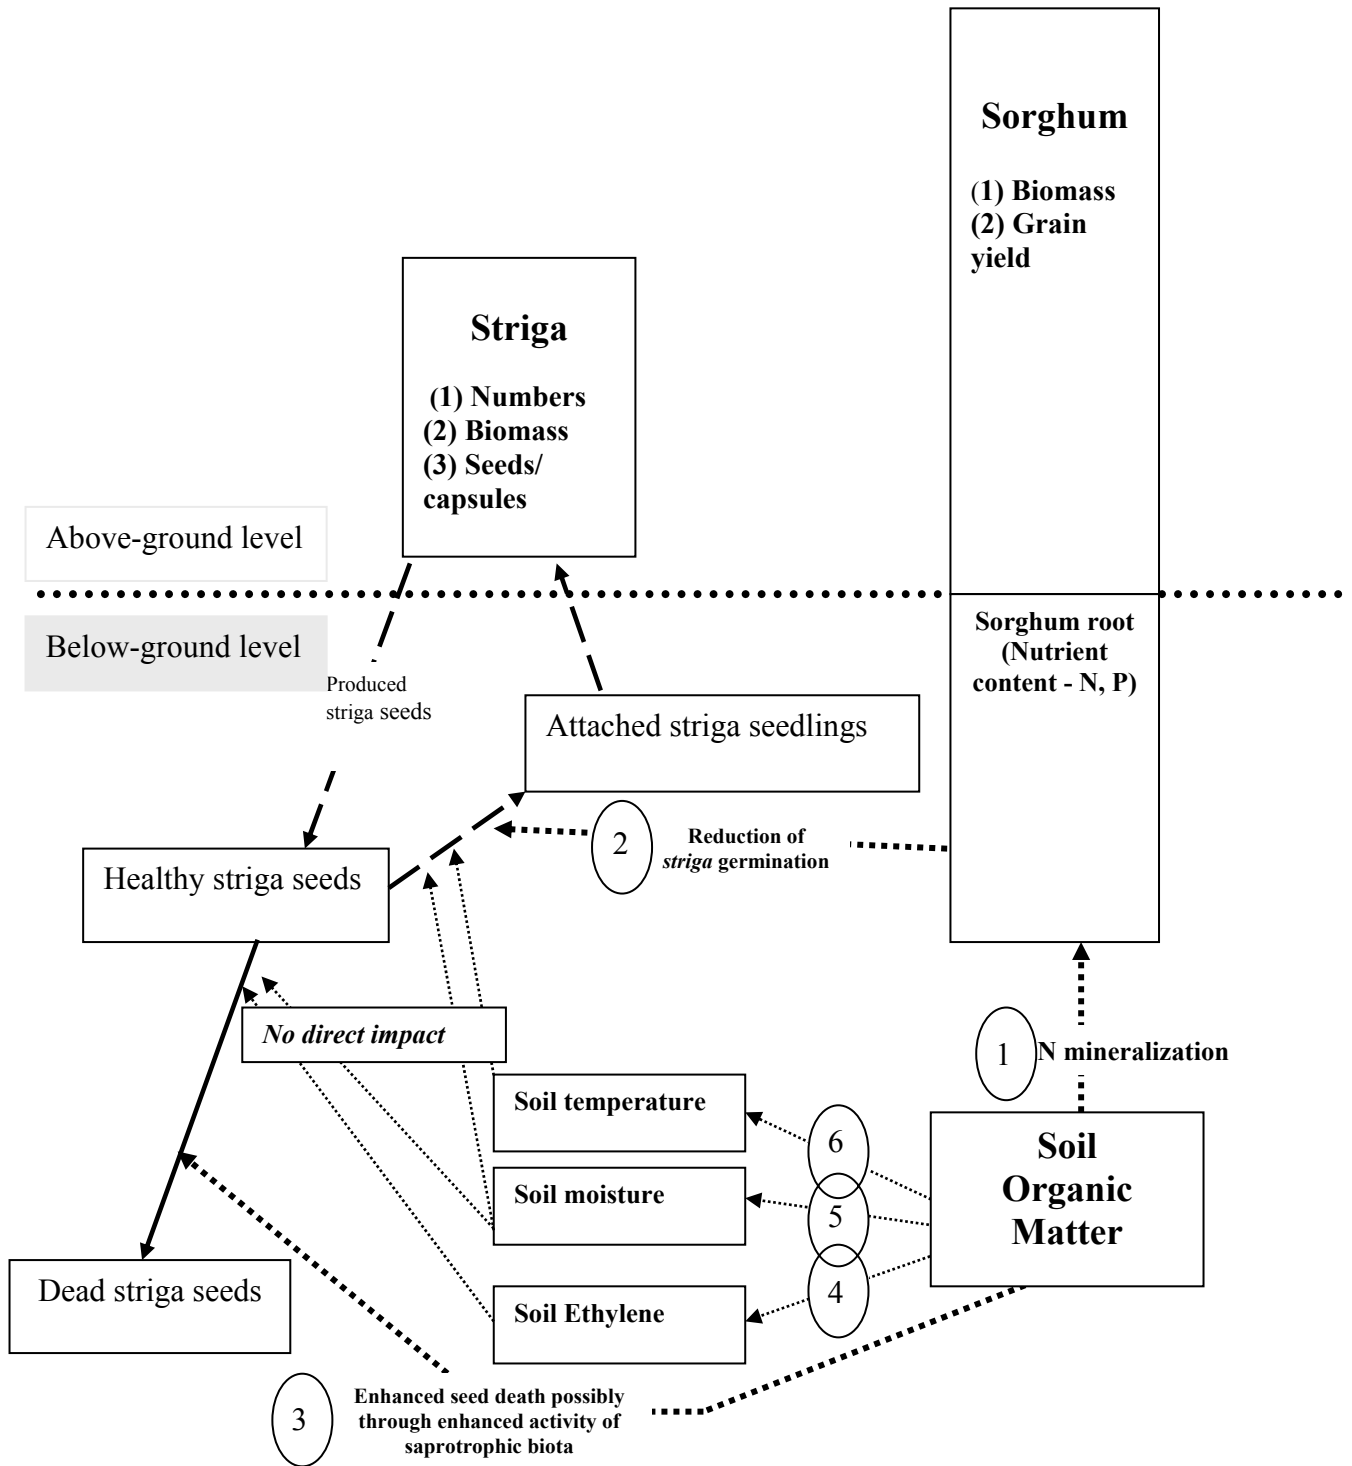 Sorghum
(1) Biomass
(2) Grain
yield
Striga
(1) Numbers
(2) Biomass
(3) Seeds/
capsules
Above-ground level
Below-ground level
Sorghum root
(Nutrient
content - N, P)
Produced
striga seeds
Attached striga seedlings
2
Reduction of
striga germination
Healthy striga seeds
No direct impact
1
N mineralization
Soil temperature
6
Soil
Organic
Matter
Soil moisture
5
Dead striga seeds
Soil Ethylene
4
3
Enhanced seed death possibly
through enhanced activity of
saprotrophic biota